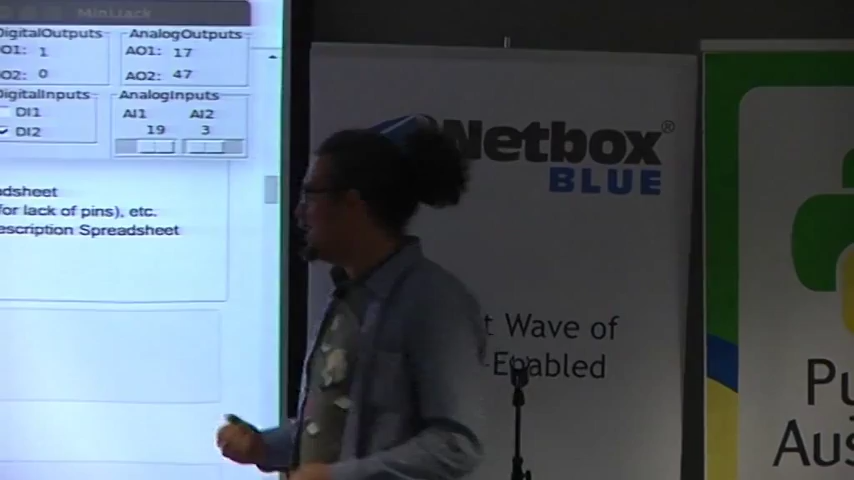 MiniJack
DigitalOutputs
AnalogOutputs
O1: 1
AO1: 17
O2: 0
AO2: 47
DigitalInputs
AnalogInputs
DI1
AI1 AI2
DI2
19 3
adsheet
for lack of pins), etc.
escription Spreadsheet
Netbox®
BLUE
t Wave of
Enabled
Py
Aus